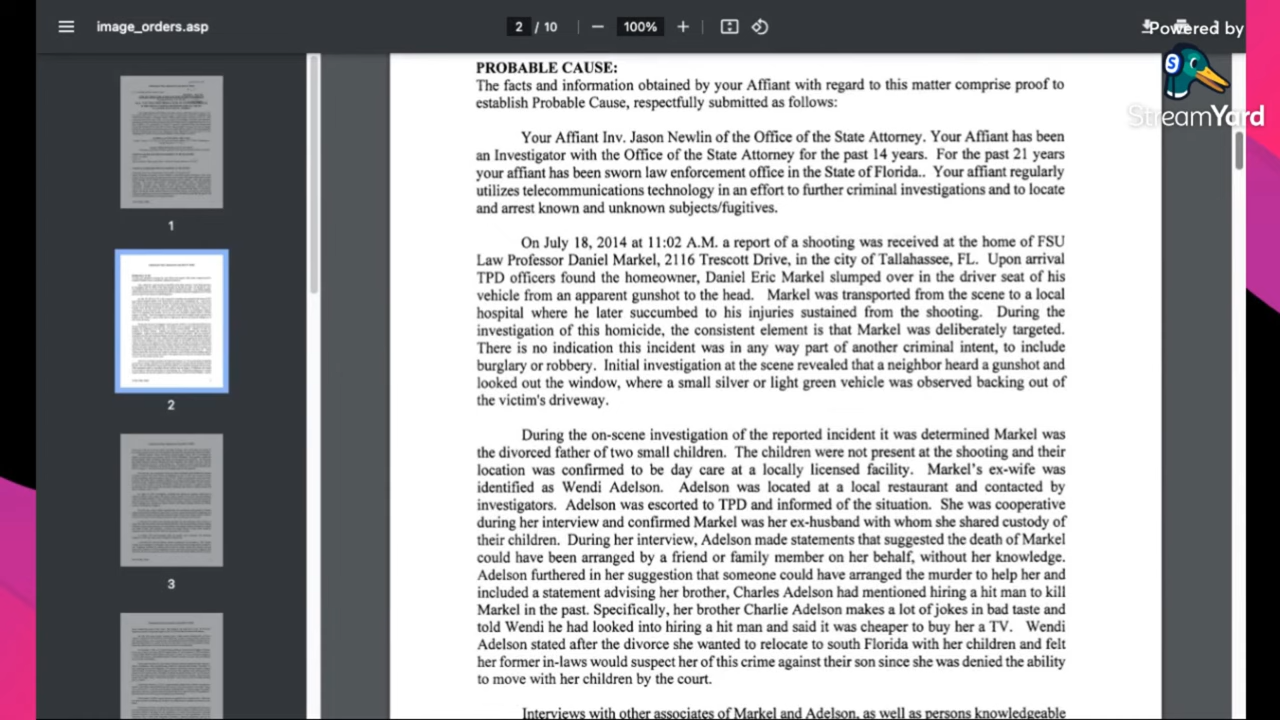 image_orders.asp
2 / 10
100%
Powered by
StreamYard
S
1
2
3
PROBABLE CAUSE:
The facts and information obtained by your Affiant with regard to this matter comprise proof to
establish Probable Cause, respectfully submitted as follows:
Your Affiant Inv. Jason Newlin of the Office of the State Attorney. Your Affiant has been
an Investigator with the Office of the State Attorney for the past 14 years. For the past 21 years
your affiant has been sworn law enforcement office in the State of Florida.. Your affiant regularly
utilizes telecommunications technology in an effort to further criminal investigations and to locate
and arrest known and unknown subjects/fugitives.
On July 18, 2014 at 11:02 A.M. a report of a shooting was received at the home of FSU
Law Professor Daniel Markel, 2116 Trescott Drive, in the city of Tallahassee, FL. Upon arrival
TPD officers found the homeowner, Daniel Eric Markel slumped over in the driver seat of his
vehicle from an apparent gunshot to the head. Markel was transported from the scene to a local
hospital where he later succumbed to his injuries sustained from the shooting. During the
investigation of this homicide, the consistent element is that Markel was deliberately targeted.
There is no indication this incident was in any way part of another criminal intent, to include
burglary or robbery. Initial investigation at the scene revealed that a neighbor heard a gunshot and
looked out the window, where a small silver or light green vehicle was observed backing out of
the victim's driveway.
During the on-scene investigation of the reported incident it was determined Markel was
the divorced father of two small children. The children were not present at the shooting and their
location was confirmed to be day care at a locally licensed facility. Markel's ex-wife was
identified as Wendi Adelson. Adelson was located at a local restaurant and contacted by
investigators. Adelson was escorted to TPD and informed of the situation. She was cooperative
during her interview and confirmed Markel was her ex-husband with whom she shared custody of
their children. During her interview, Adelson made statements that suggested the death of Markel
could have been arranged by a friend or family member on her behalf, without her knowledge.
Adelson furthered in her suggestion that someone could have arranged the murder to help her and
included a statement advising her brother, Charles Adelson had mentioned hiring a hit man to kill
Markel in the past. Specifically, her brother Charlie Adelson makes a lot of jokes in bad taste and
told Wendi he had looked into hiring a hit man and said it was cheaper to buy her a TV. Wendi
Adelson stated after the divorce she wanted to relocate to south Florida with her children and felt
her former in-laws would suspect her of this crime against their son since she was denied the ability
to move with her children by the court.
Interviews with other associates of Markel and Adelson, as well as persons knowledgeable